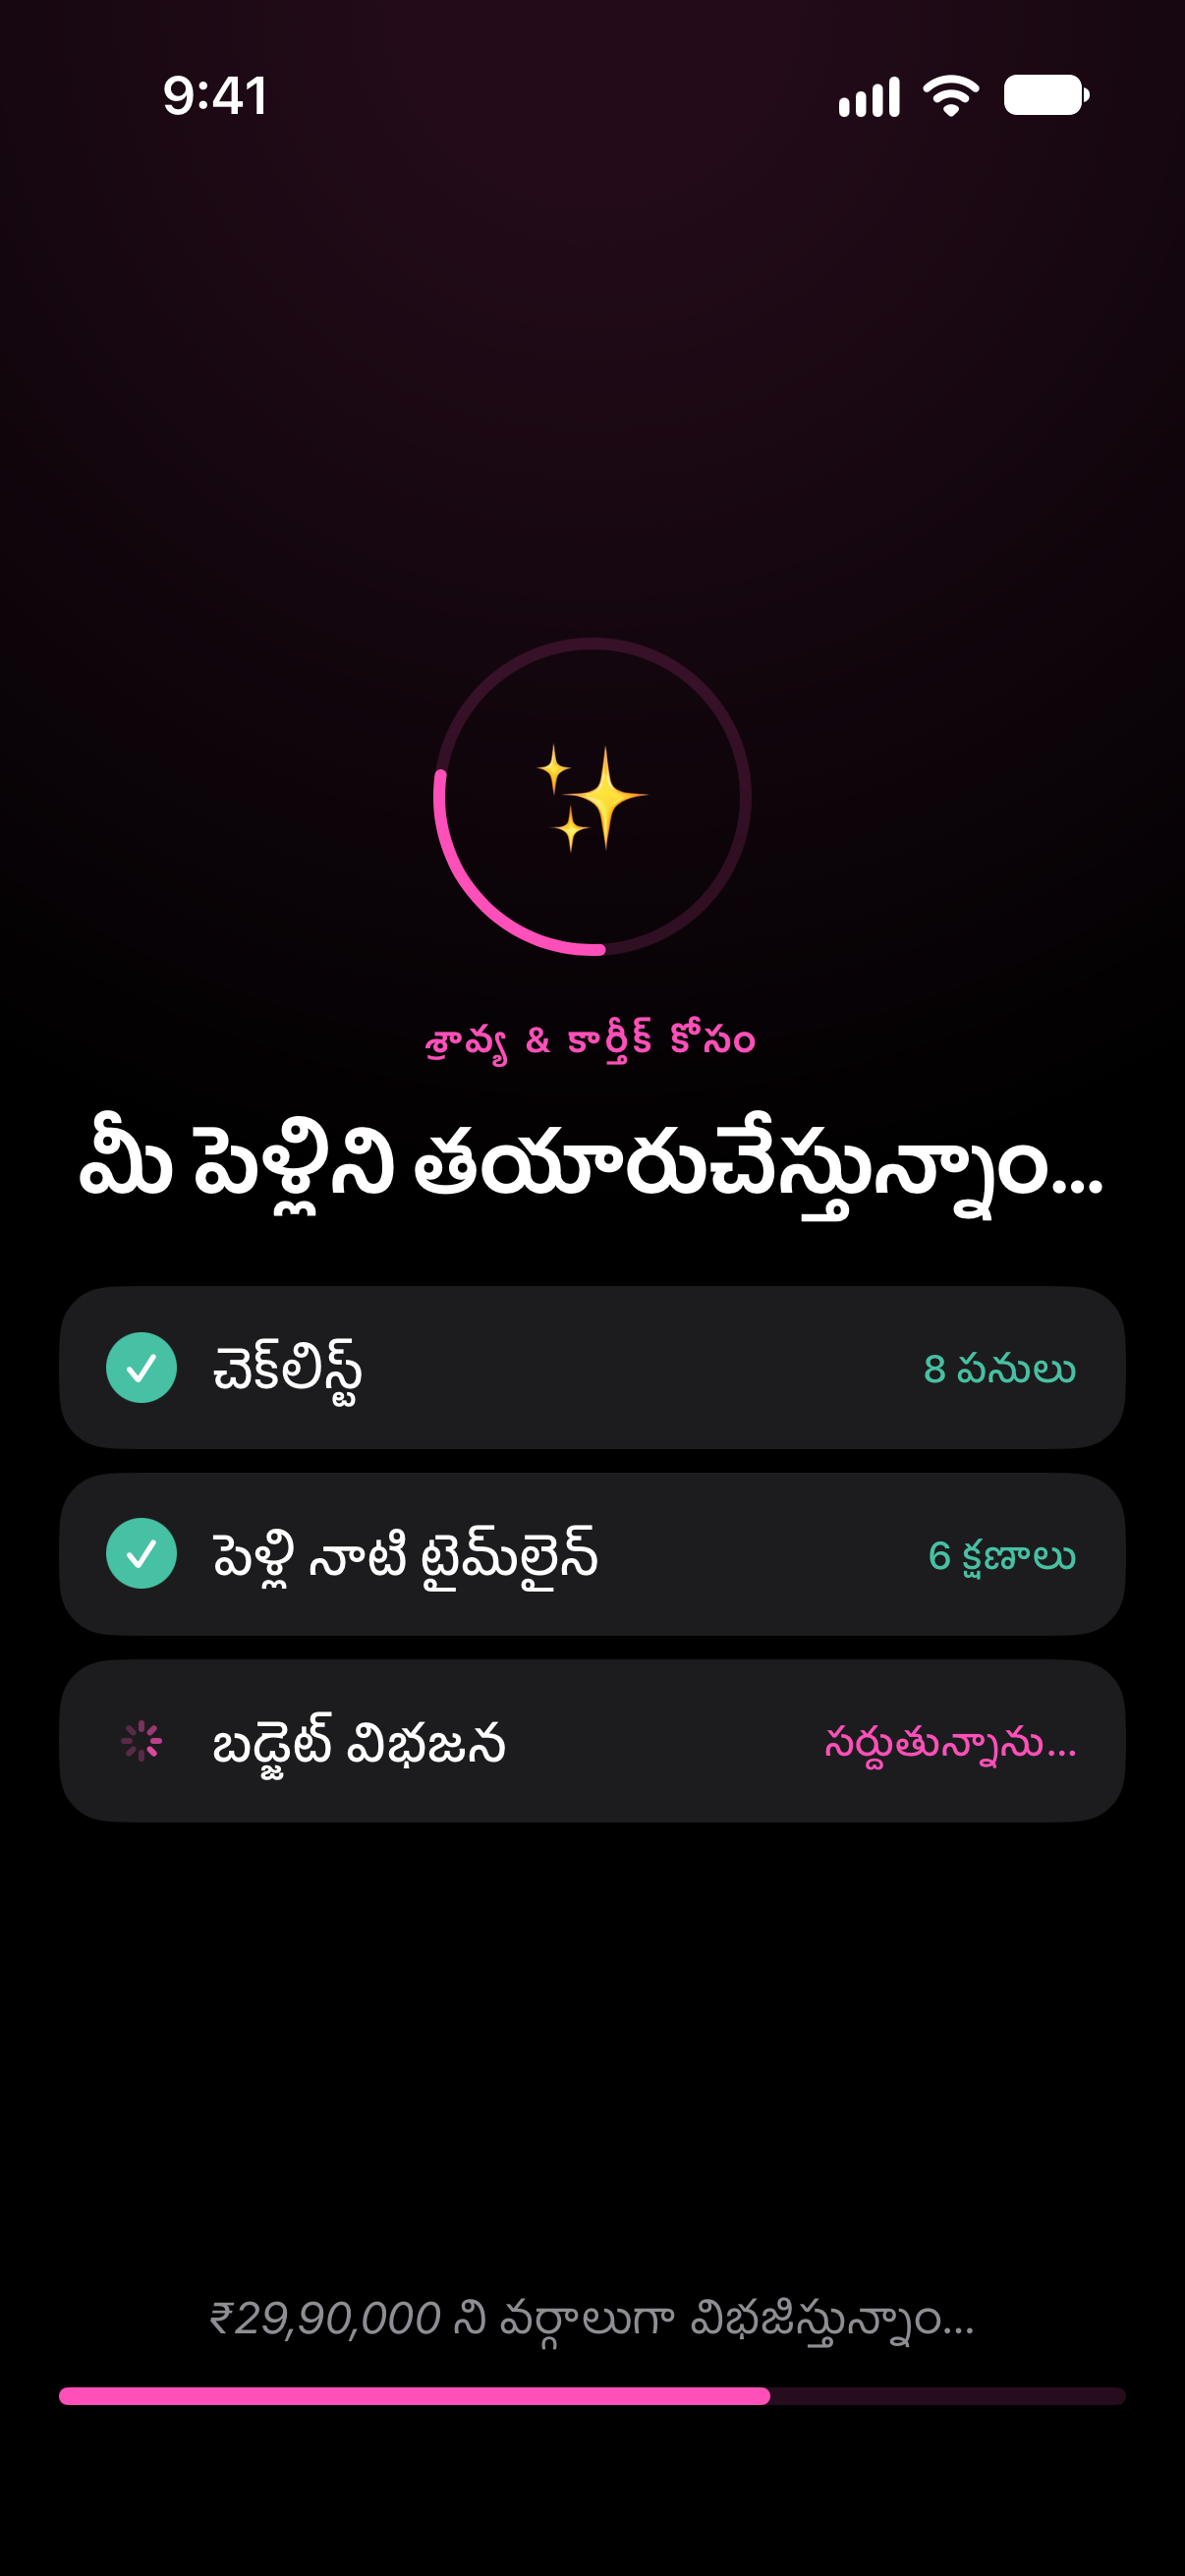 9:41
శ్రావ్య & కార్తీక్ కోసం
మీ పెళ్లిని తయారుచేస్తున్నాం...
చెక్‌లిస్ట్
8 పనులు
పెళ్లి నాటి టైమ్‌లైన్
6 క్షణాలు
బడ్జెట్ విభజన
సర్దుతున్నాను...
₹29,90,000 ని వర్గాలుగా విభజిస్తున్నాం...